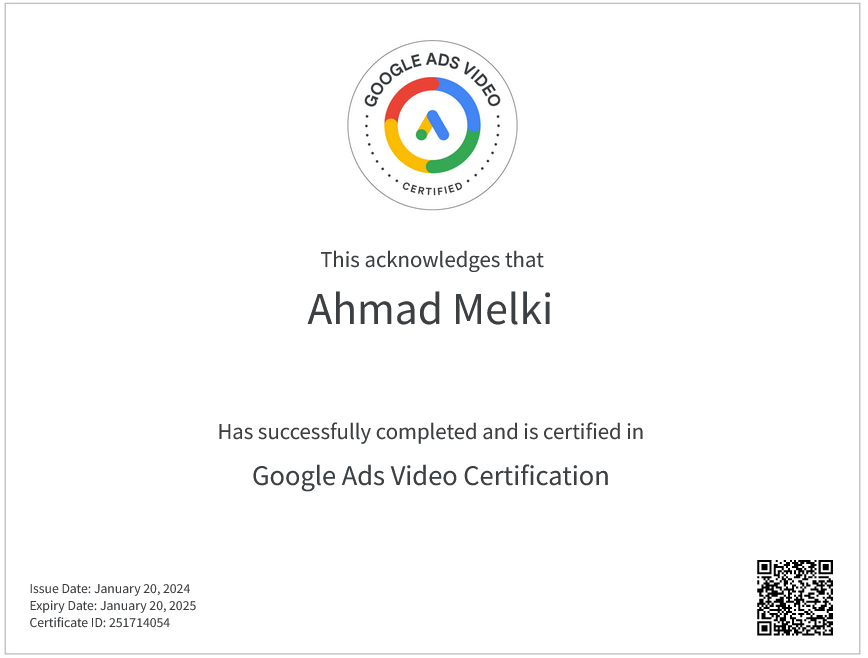 GOOGLE ADS VIDEO
CERTIFIED
This acknowledges that
Ahmad Melki
Has successfully completed and is certified in
Google Ads Video Certification
Issue Date: January 20, 2024
Expiry Date: January 20, 2025
Certificate ID: 251714054